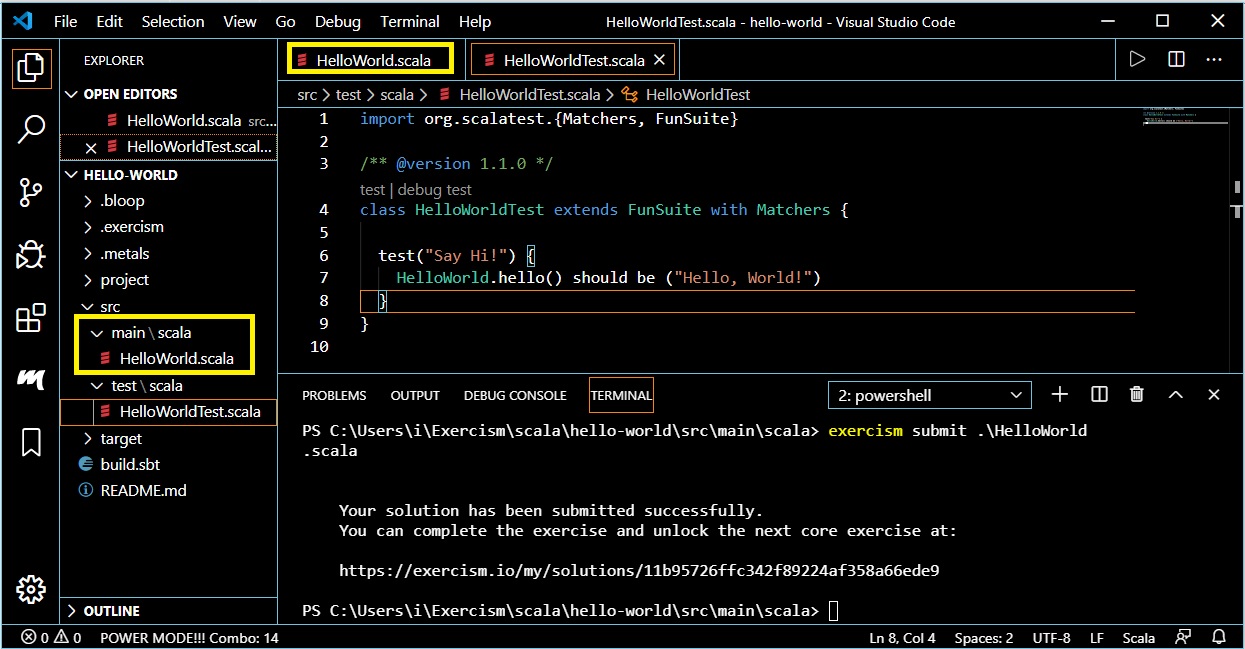 File Edit Selection View Go Debug Terminal Help HelloWorldTest.scala - hello-world - Visual Studio Code
EXPLORER
OPEN EDITORS
HelloWorld.scala src...
HelloWorldTest.scal...
HELLO-WORLD
.bloop
.exercism
.metals
project
src
main \ scala
HelloWorld.scala
test \ scala
HelloWorldTest.scala
target
build.sbt
README.md
OUTLINE
HelloWorld.scala HelloWorldTest.scala
src > test > scala > HelloWorldTest.scala > HelloWorldTest
1 import org.scalatest.{Matchers, FunSuite}
2
3 /** @version 1.1.0 */
test | debug test
4 class HelloWorldTest extends FunSuite with Matchers {
5
6 test("Say Hi!") {
7 HelloWorld.hello() should be ("Hello, World!")
8 }
9 }
10
PROBLEMS OUTPUT DEBUG CONSOLE TERMINAL 2: powershell
PS C:\Users\i\Exercism\scala\hello-world\src\main\scala> exercism submit .\HelloWorld
.scala
Your solution has been submitted successfully.
You can complete the exercise and unlock the next core exercise at:
https://exercism.io/my/solutions/11b95726ffc342f89224af358a66ede9
PS C:\Users\i\Exercism\scala\hello-world\src\main\scala>
0 0 POWER MODE!!! Combo: 14 Ln 8, Col 4 Spaces: 2 UTF-8 LF Scala